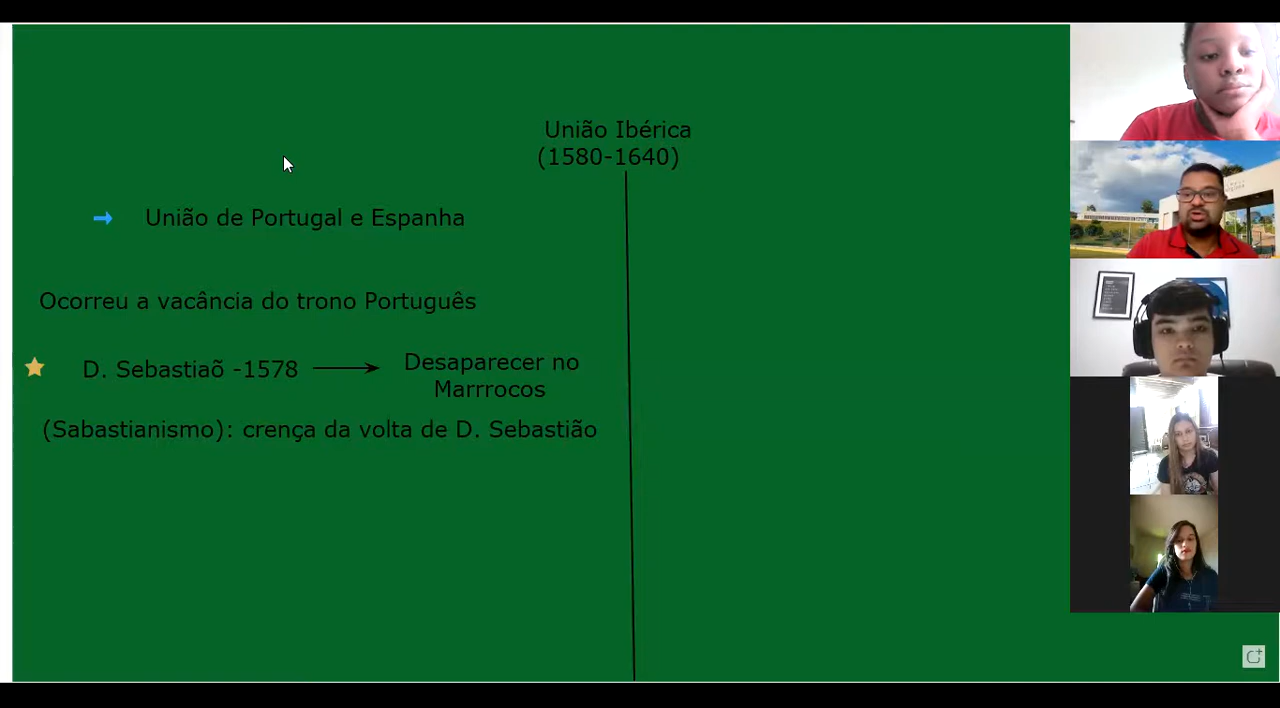 União Ibérica
(1580-1640)
União de Portugal e Espanha
Ocorreu a vacância do trono Português
D. Sebastiaõ -1578
Desaparecer no
Marrrocos
(Sabastianismo): crença da volta de D. Sebastião